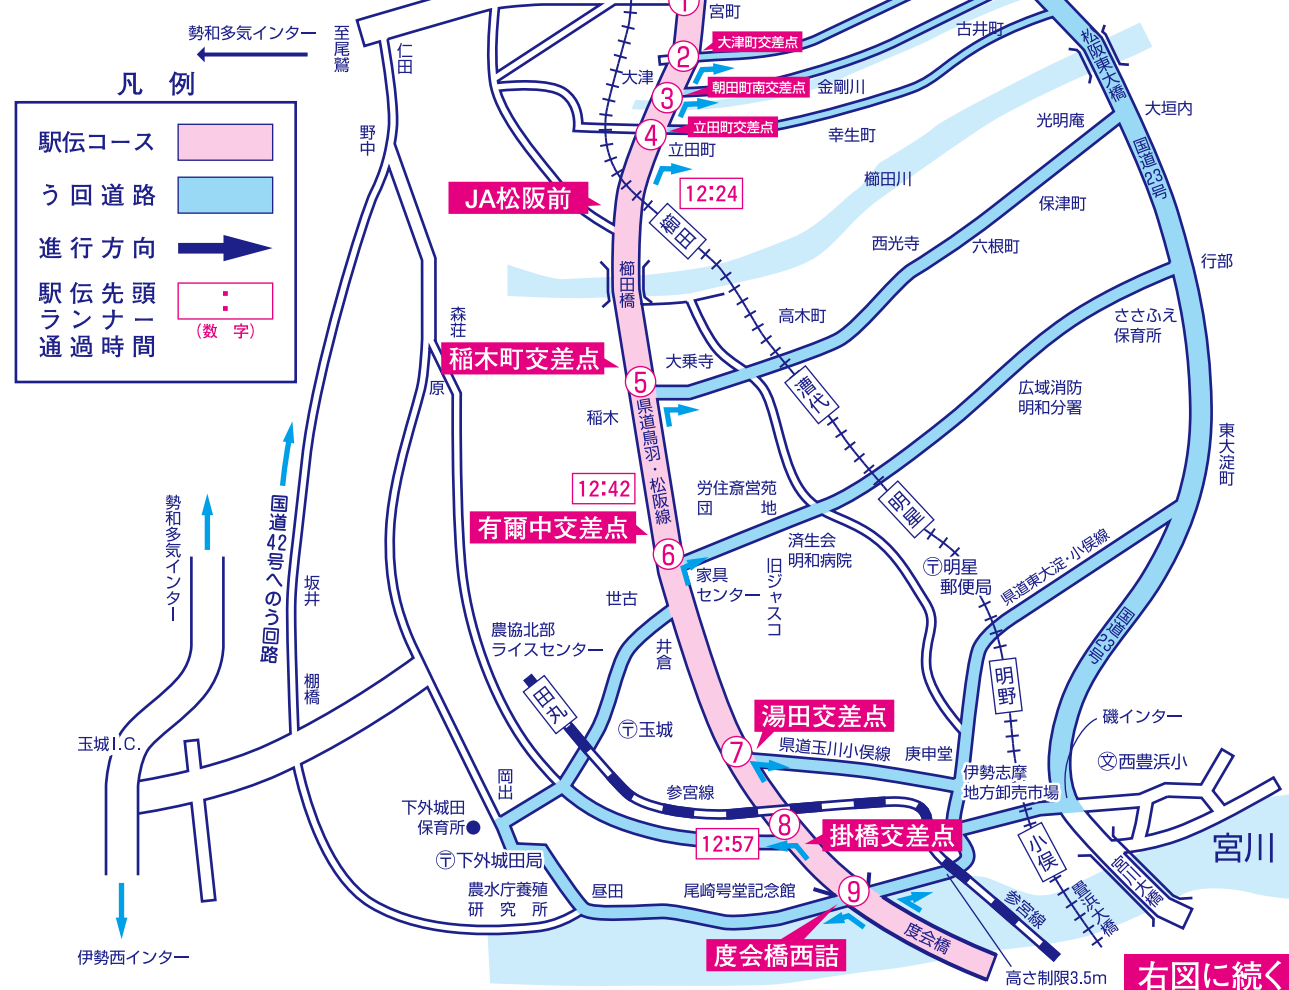 勢和多気インター
至尾鷲
仁田
凡 例
駅伝コース
う回道路
進行方向
駅伝先頭
ランナー
通過時間
:
(数 字)
野中
宮町
①
②
大津町交差点
古井町
大津
③
朝田町南交差点
金剛川
④
立田町交差点
幸生町
立田町
松阪東大橋
大垣内
光明庵
国道23号
櫛田川
保津町
JA松阪前
12:24
櫛田
西光寺
六根町
行部
櫛田橋
高木町
ささふえ
保育所
森荘
原
稲木町交差点
大乗寺
⑤
漕代
広域消防
明和分署
稲木
県道鳥羽・松阪線
東大淀町
12:42
労住斎営苑
団 地
明星
有爾中交差点
⑥
済生会
明和病院
旧ジャスコ
家具
センター
〒明星
郵便局
県道東大淀・小俣線
国道23号
勢和多気インター
国道42号へのう回路
坂井
世古
井倉
農協北部
ライスセンター
棚橋
田丸
〒玉城
明野
湯田交差点
⑦
県道玉川小俣線
庚申堂
磯インター
文西豊浜小
伊勢志摩
地方卸売市場
玉城I.C.
岡出
参宮線
下外城田
保育所
⑧
12:57
掛橋交差点
小俣
宮川
〒下外城田局
農水庁養殖
研究所
昼田
尾崎咢堂記念館
⑨
参宮線
豊浜大橋
宮川大橋
度会橋西詰
度会橋
伊勢西インター
高さ制限3.5m
右図に続く